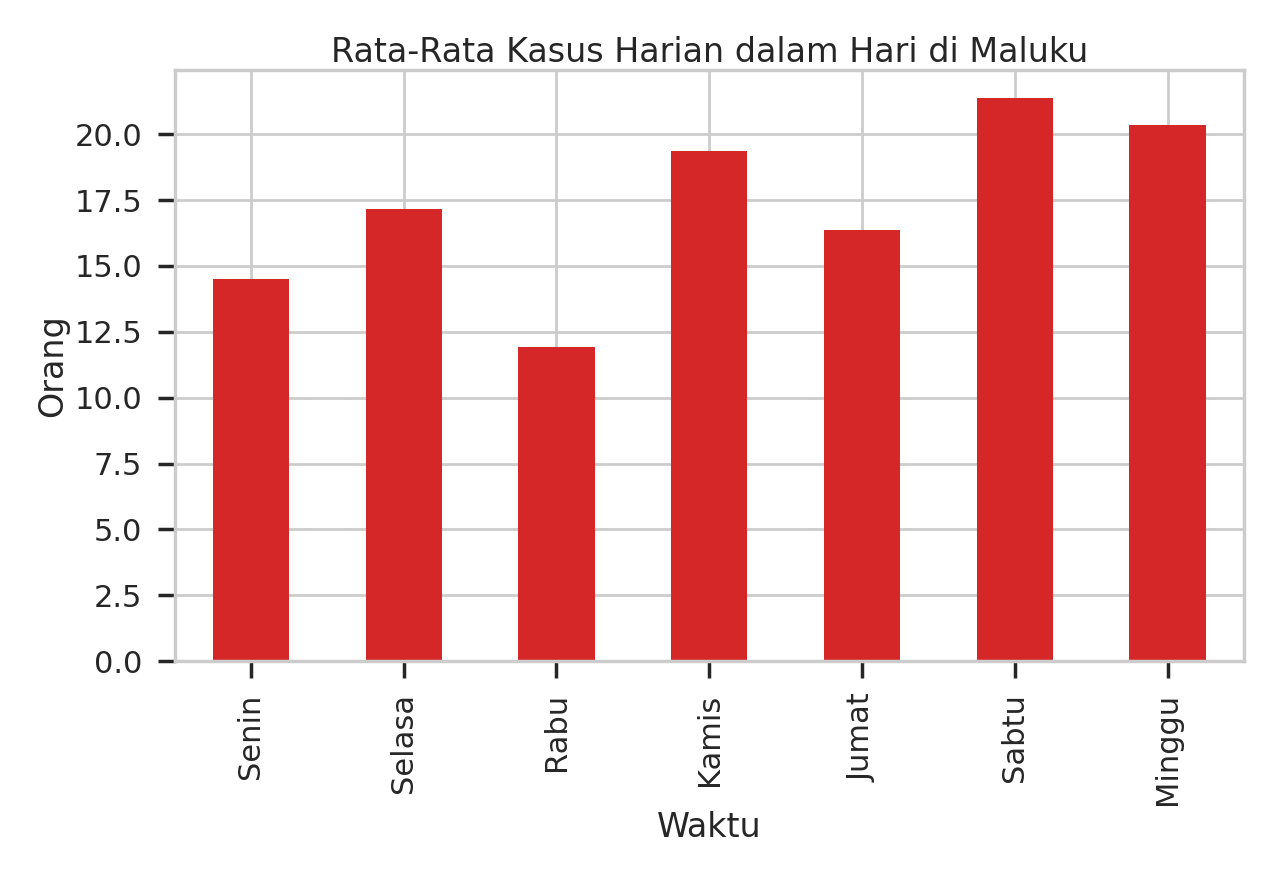 Rata-Rata Kasus Harian dalam Hari di Maluku
Orang
20.0
17.5
15.0
12.5
10.0
7.5
5.0
2.5
0.0
Senin
Selasa
Rabu
Kamis
Jumat
Sabtu
Minggu
Waktu